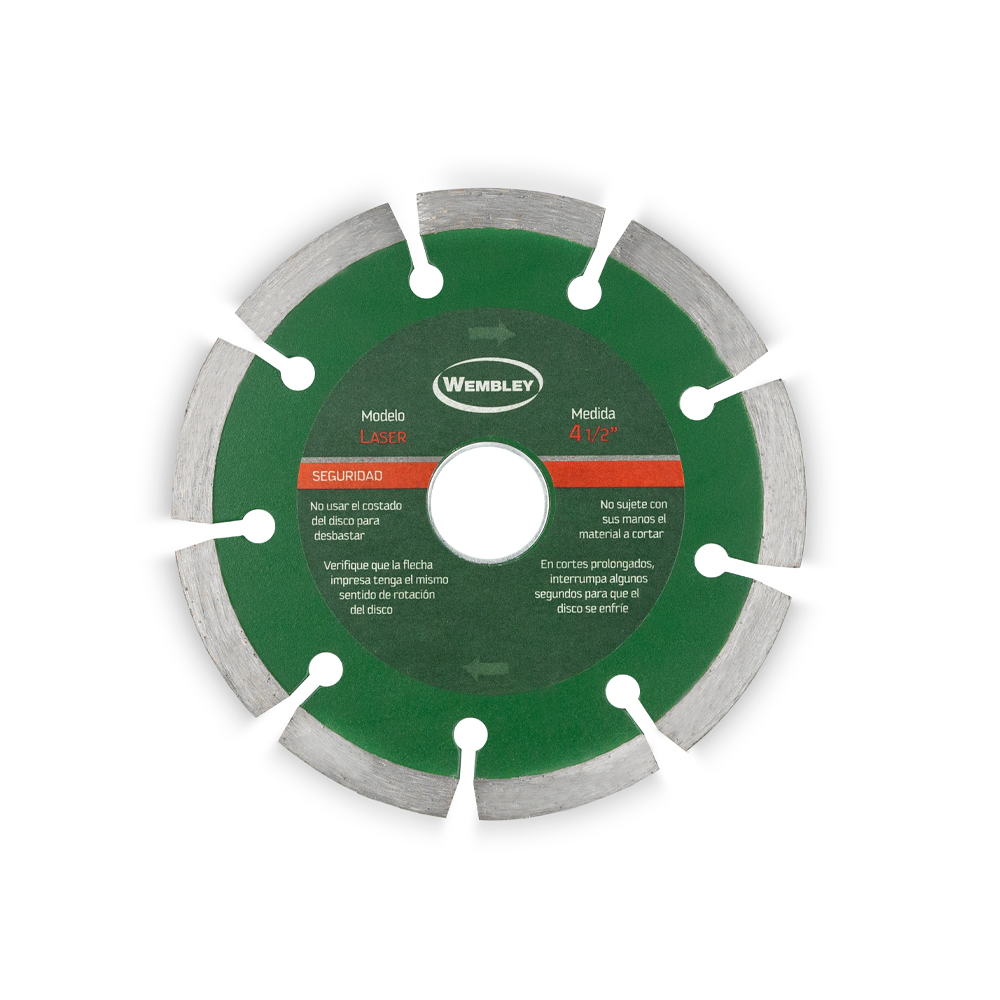 WEMBLEY
Modelo
LASER
Medida
4 1/2”
SEGURIDAD
No usar el costado
del disco para
desbastar
Verifique que la flecha
impresa tenga el mismo
sentido de rotación
del disco
No sujete con
sus manos el
material a cortar
En cortes prolongados,
interrumpa algunos
segundos para que el
disco se enfríe